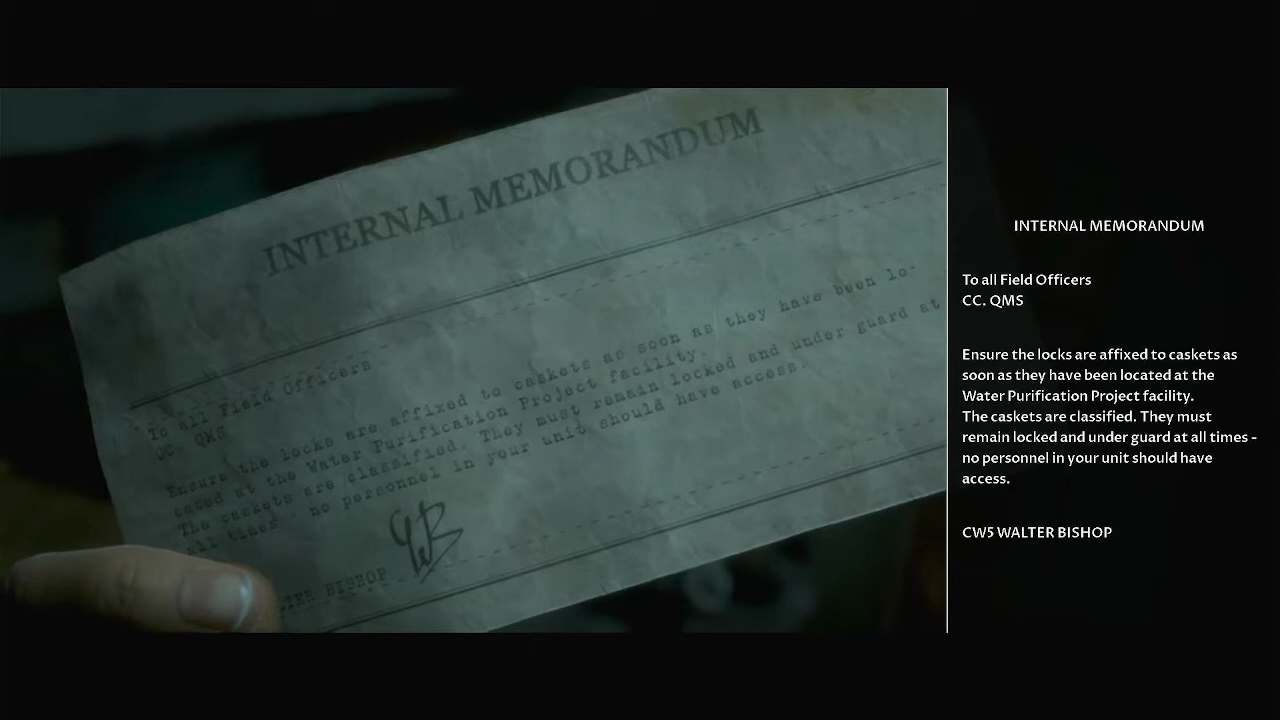 INTERNAL MEMORANDUM
To all Field Officers
CC QMS
Ensure the locks are affixed to caskets as soon as they have been lo-
cated at the Water Purification Project facility.
The caskets are classified. They must remain locked and under guard at
all times - no personnel in your unit should have access.
WB
LTER BISHOP
INTERNAL MEMORANDUM
To all Field Officers
CC. QMS
Ensure the locks are affixed to caskets as
soon as they have been located at the
Water Purification Project facility.
The caskets are classified. They must
remain locked and under guard at all times -
no personnel in your unit should have
access.
CW5 WALTER BISHOP